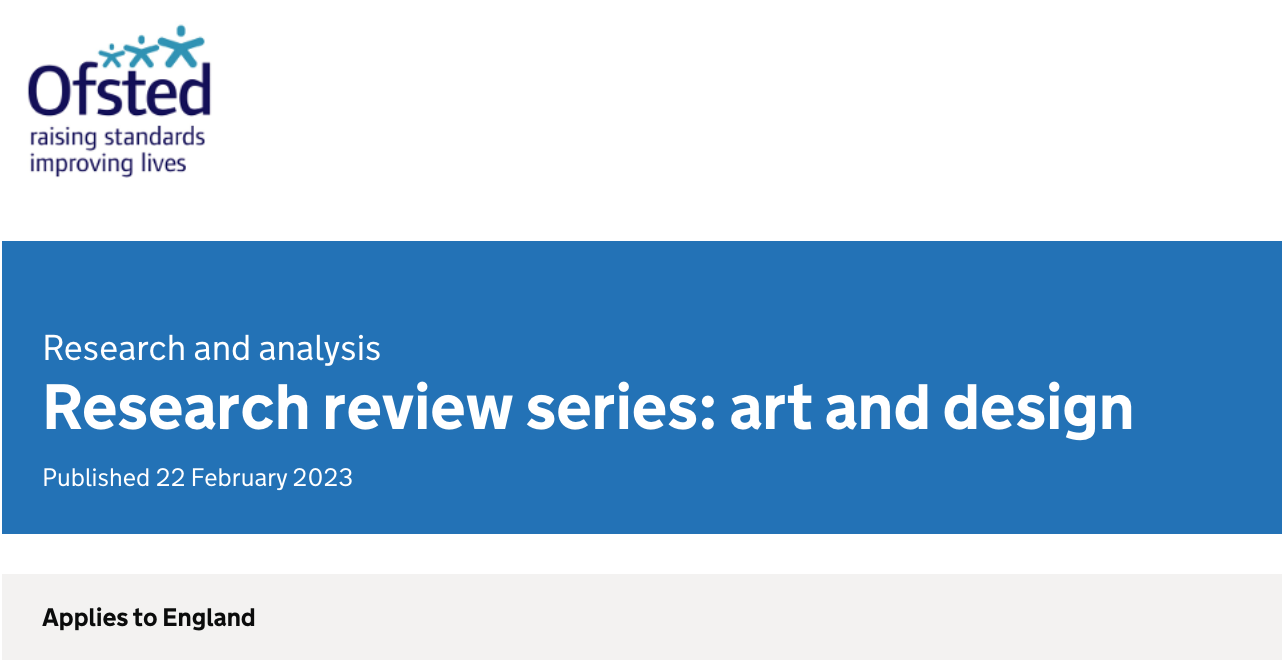 Ofsted
raising standards
improving lives
Research and analysis
Research review series: art and design
Published 22 February 2023
Applies to England